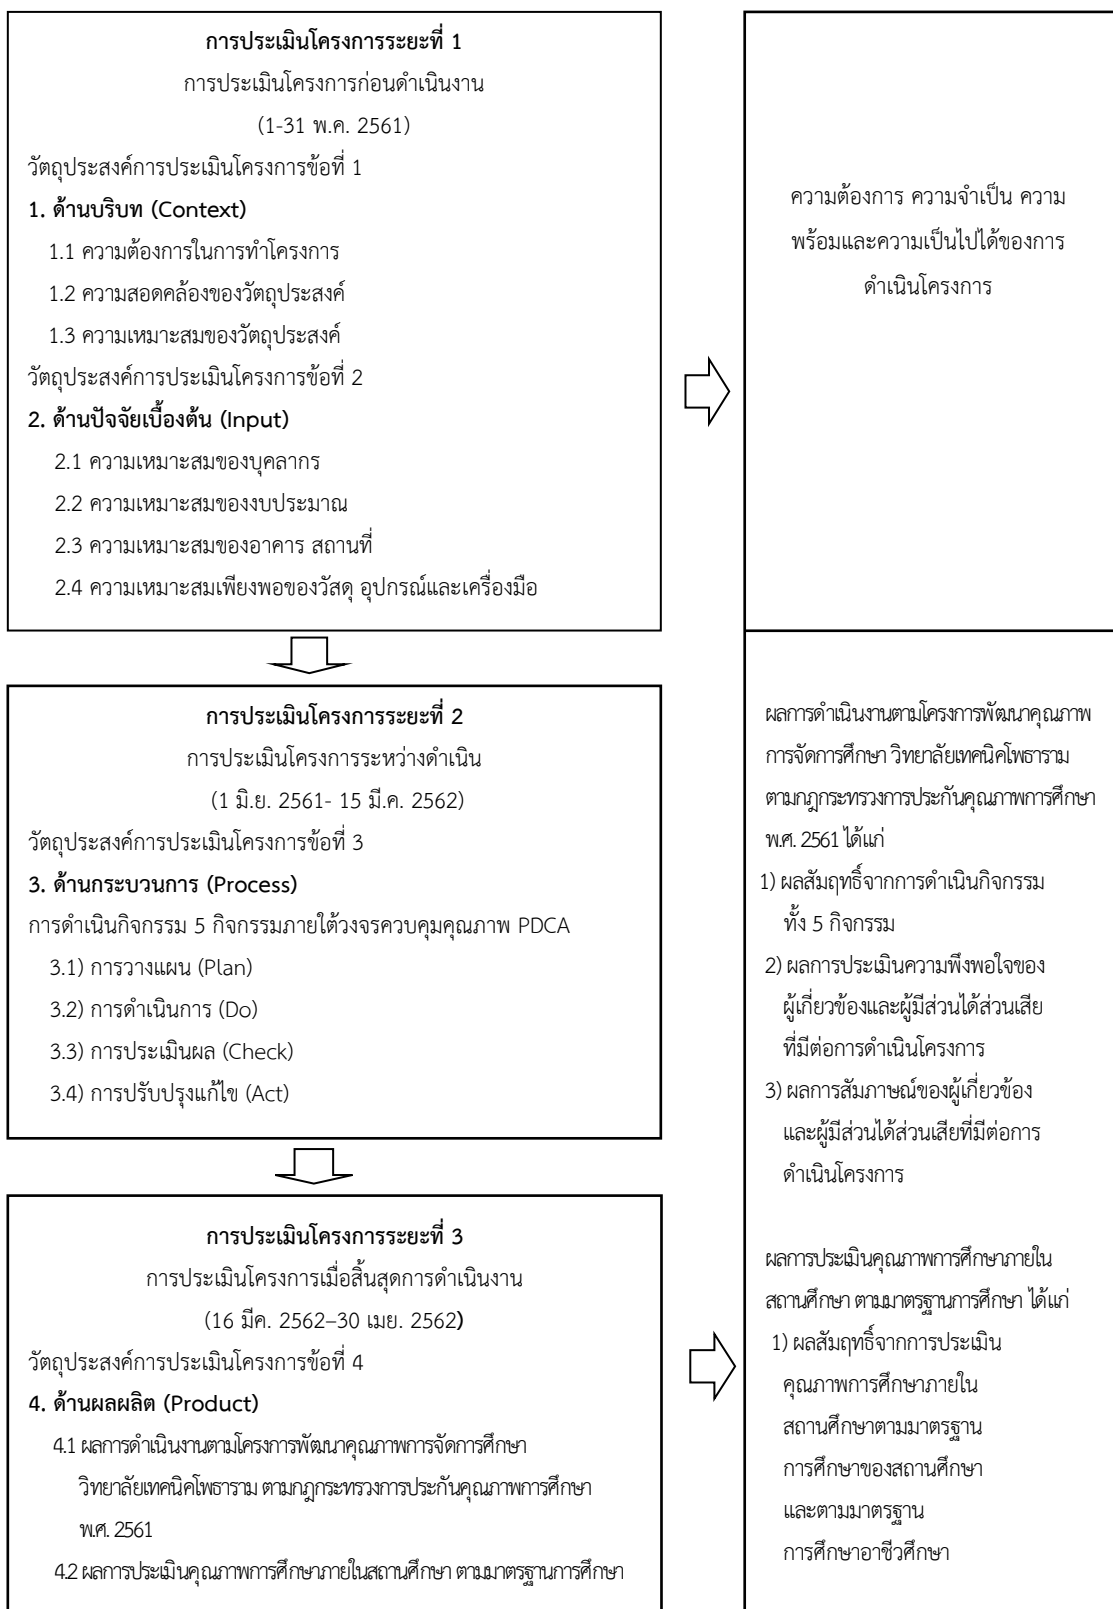 การประเมินโครงการระยะที่ 1
การประเมินโครงการก่อนดำเนินงาน
(1-31 พ.ค. 2561)
วัตถุประสงค์การประเมินโครงการข้อที่ 1
1. ด้านบริบท (Context)
1.1 ความต้องการในการทำโครงการ
1.2 ความสอดคล้องของวัตถุประสงค์
1.3 ความเหมาะสมของวัตถุประสงค์
วัตถุประสงค์การประเมินโครงการข้อที่ 2
2. ด้านปัจจัยเบื้องต้น (Input)
2.1 ความเหมาะสมของบุคลากร
2.2 ความเหมาะสมของงบประมาณ
2.3 ความเหมาะสมของอาคาร สถานที่
2.4 ความเหมาะสมเพียงพอของวัสดุ อุปกรณ์และเครื่องมือ
ความต้องการ ความจำเป็น ความ
พร้อมและความเป็นไปได้ของการ
ดำเนินโครงการ
การประเมินโครงการระยะที่ 2
การประเมินโครงการระหว่างดำเนิน
(1 มิ.ย. 2561- 15 มี.ค. 2562)
วัตถุประสงค์การประเมินโครงการข้อที่ 3
3. ด้านกระบวนการ (Process)
การดำเนินกิจกรรม 5 กิจกรรมภายใต้วงจรควบคุมคุณภาพ PDCA
3.1) การวางแผน (Plan)
3.2) การดำเนินการ (Do)
3.3) การประเมินผล (Check)
3.4) การปรับปรุงแก้ไข (Act)
การประเมินโครงการระยะที่ 3
การประเมินโครงการเมื่อสิ้นสุดการดำเนินงาน
(16 มีค. 2562–30 เมย. 2562)
วัตถุประสงค์การประเมินโครงการข้อที่ 4
4. ด้านผลผลิต (Product)
4.1 ผลการดำเนินงานตามโครงการพัฒนาคุณภาพการจัดการศึกษา
วิทยาลัยเทคนิคโพธาราม ตามกฎกระทรวงการประกันคุณภาพการศึกษา
พ.ศ. 2561
4.2 ผลการประเมินคุณภาพการศึกษาภายในสถานศึกษา ตามมาตรฐานการศึกษา
ผลการดำเนินงานตามโครงการพัฒนาคุณภาพ
การจัดการศึกษา วิทยาลัยเทคนิคโพธาราม
ตามกฎกระทรวงการประกันคุณภาพการศึกษา
พ.ศ. 2561 ได้แก่
1) ผลสัมฤทธิ์จากการดำเนินกิจกรรม
ทั้ง 5 กิจกรรม
2) ผลการประเมินความพึงพอใจของ
ผู้เกี่ยวข้องและผู้มีส่วนได้ส่วนเสีย
ที่มีต่อการดำเนินโครงการ
3) ผลการสัมภาษณ์ของผู้เกี่ยวข้อง
และผู้มีส่วนได้ส่วนเสียที่มีต่อการ
ดำเนินโครงการ
ผลการประเมินคุณภาพการศึกษาภายใน
สถานศึกษา ตามมาตรฐานการศึกษา ได้แก่
1) ผลสัมฤทธิ์จากการประเมิน
คุณภาพการศึกษาภายใน
สถานศึกษาตามมาตรฐาน
การศึกษาของสถานศึกษา
และตามมาตรฐาน
การศึกษาอาชีวศึกษา